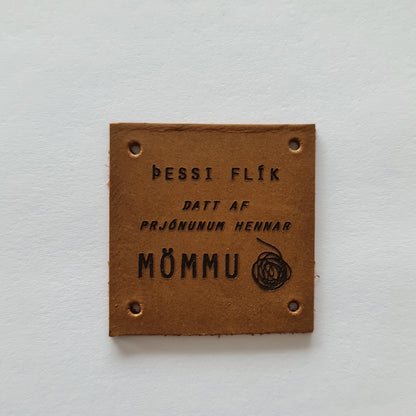 ÞESSI FLÍK
DATT AF
PRJÓNUNUM HENNAR
MÖMMU